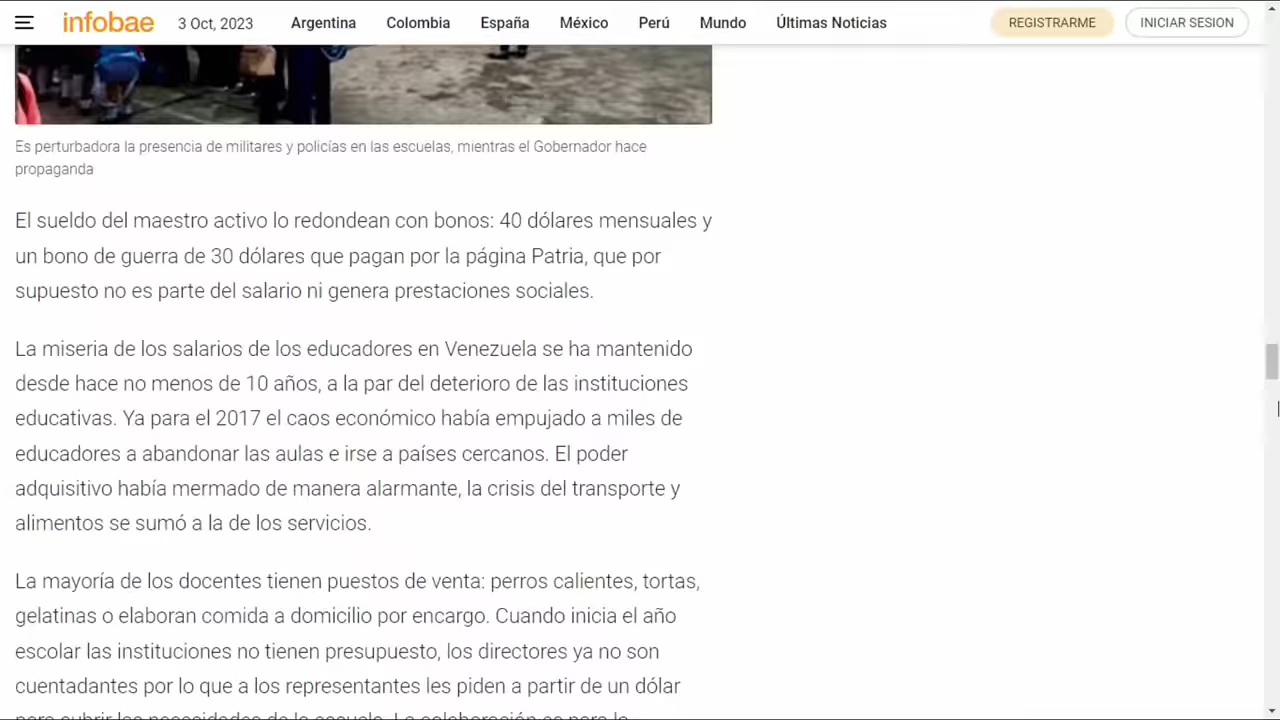 infobae 3 Oct, 2023 Argentina Colombia España México Perú Mundo Últimas Noticias REGISTRARME INICIAR SESION
Es perturbadora la presencia de militares y policías en las escuelas, mientras el Gobernador hace
propaganda
El sueldo del maestro activo lo redondean con bonos: 40 dólares mensuales y
un bono de guerra de 30 dólares que pagan por la página Patria, que por
supuesto no es parte del salario ni genera prestaciones sociales.
La miseria de los salarios de los educadores en Venezuela se ha mantenido
desde hace no menos de 10 años, a la par del deterioro de las instituciones
educativas. Ya para el 2017 el caos económico había empujado a miles de
educadores a abandonar las aulas e irse a países cercanos. El poder
adquisitivo había mermado de manera alarmante, la crisis del transporte y
alimentos se sumó a la de los servicios.
La mayoría de los docentes tienen puestos de venta: perros calientes, tortas,
gelatinas o elaboran comida a domicilio por encargo. Cuando inicia el año
escolar las instituciones no tienen presupuesto, los directores ya no son
cuentadantes por lo que a los representantes les piden a partir de un dólar